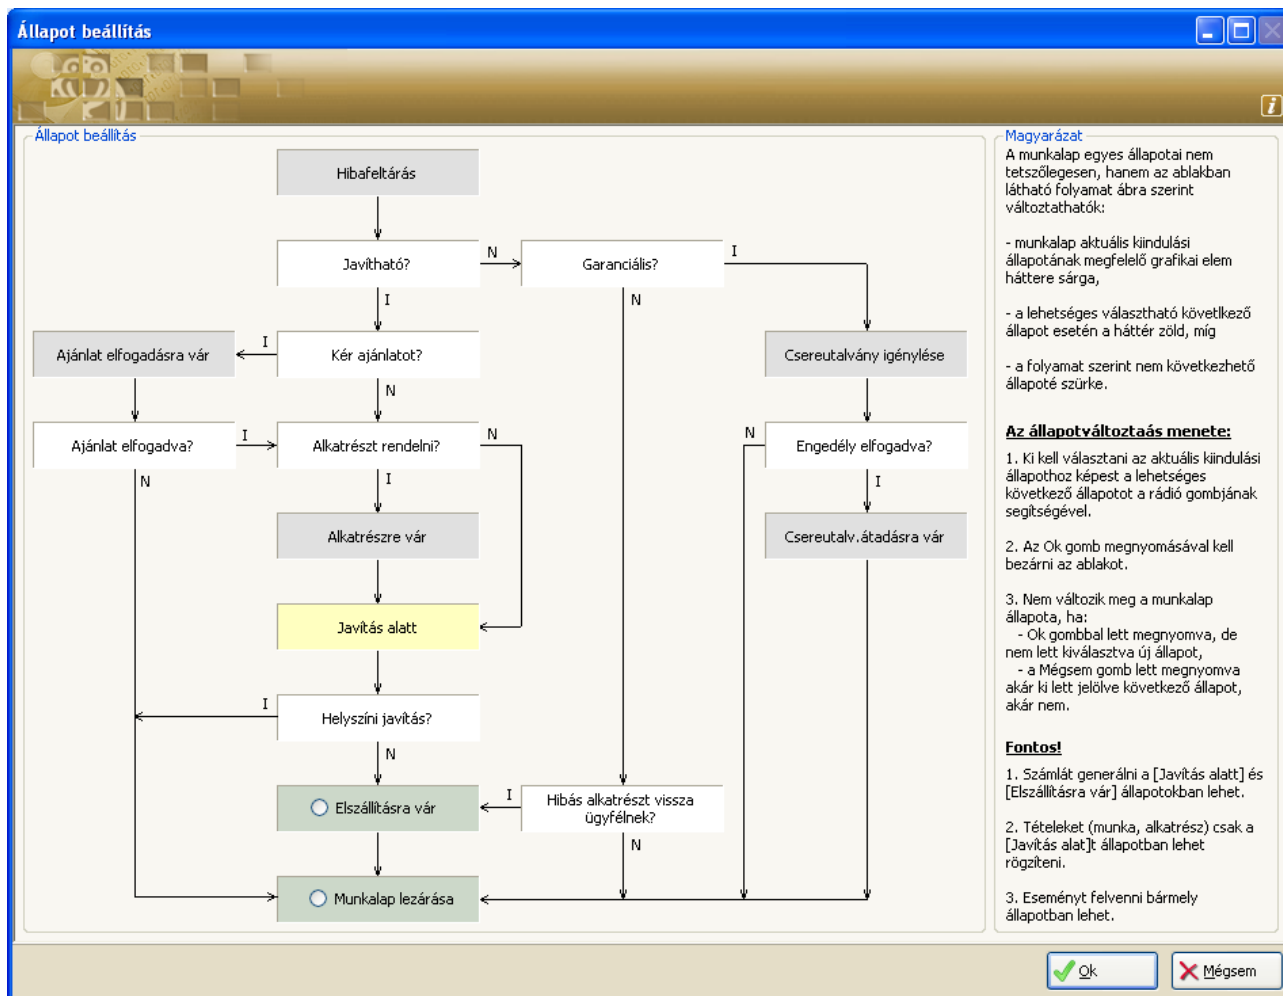 Állapot beállítás
Állapot beállítás
Hibafeltárás
Javítható?
N
Garanciális?
I
I
N
Ajánlat elfogadásra vár
I
Kér ajánlatot?
Csereutalvány igénylése
N
Ajánlat elfogadva?
I
Alkatrészt rendelni?
N
N
Engedély elfogadva?
N
I
I
Alkatrészre vár
Csereutalv.átadásra vár
Javítás alatt
I
Helyszíni javítás?
N
Elszállításra vár
I
Hibás alkatrészt vissza
ügyfélnek?
N
Munkalap lezárása
Magyarázat
A munkalap egyes állapotai nem
tetszőlegesen, hanem az ablakban
látható folyamat ábra szerint
változtathatók:
- munkalap aktuális kiindulási
állapotának megfelelő grafikai elem
háttere sárga,
- a lehetséges választható követlkező
állapot esetén a háttér zöld, míg
- a folyamat szerint nem következhető
állapoté szürke.
Az állapotváltoztaás menete:
1. Ki kell választani az aktuális kiindulási
állapothoz képest a lehetséges
következő állapotot a rádió gombjának
segítségével.
2. Az Ok gomb megnyomásával kell
bezárni az ablakot.
3. Nem változik meg a munkalap
állapota, ha:
- Ok gombbal lett megnyomva, de
nem lett kiválasztva új állapot,
- a Mégsem gomb lett megnyomva
akár ki lett jelölve következő állapot,
akár nem.
Fontos!
1. Számlát generálni a [Javítás alatt] és
[Elszállításra vár] állapotokban lehet.
2. Tételeket (munka, alkatrész) csak a
[Javítás alat]t állapotban lehet
rögzíteni.
3. Eseményt felvenni bármely
állapotban lehet.
Ok
Mégsem